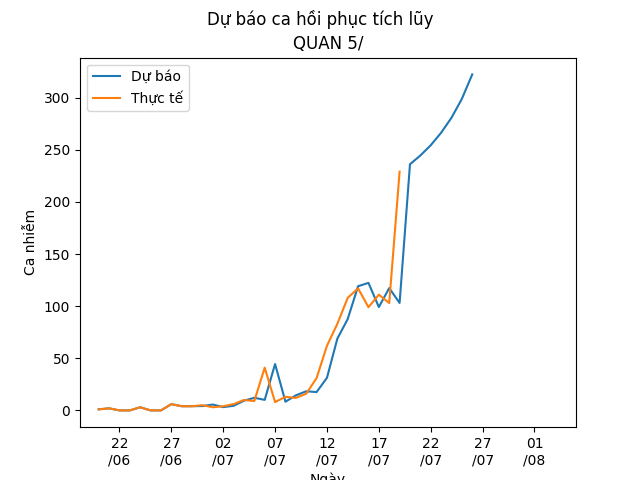 Dự báo ca hồi phục tích lũy
QUAN 5/
Dự báo
Thực tế
Ca nhiễm
300
250
200
150
100
50
0
22 27 02 07 12 17 22 27 01
/06 /06 /07 /07 /07 /07 /07 /07 /08
Ngày